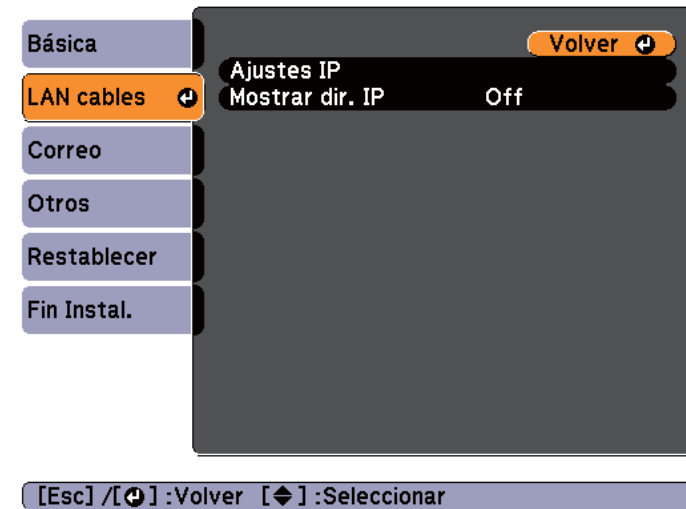 Básica
LAN cables
Correo
Otros
Restablecer
Fin Instal.
Volver
Ajustes IP
Mostrar dir. IP Off
[Esc] /[⏎] :Volver [◆] :Seleccionar